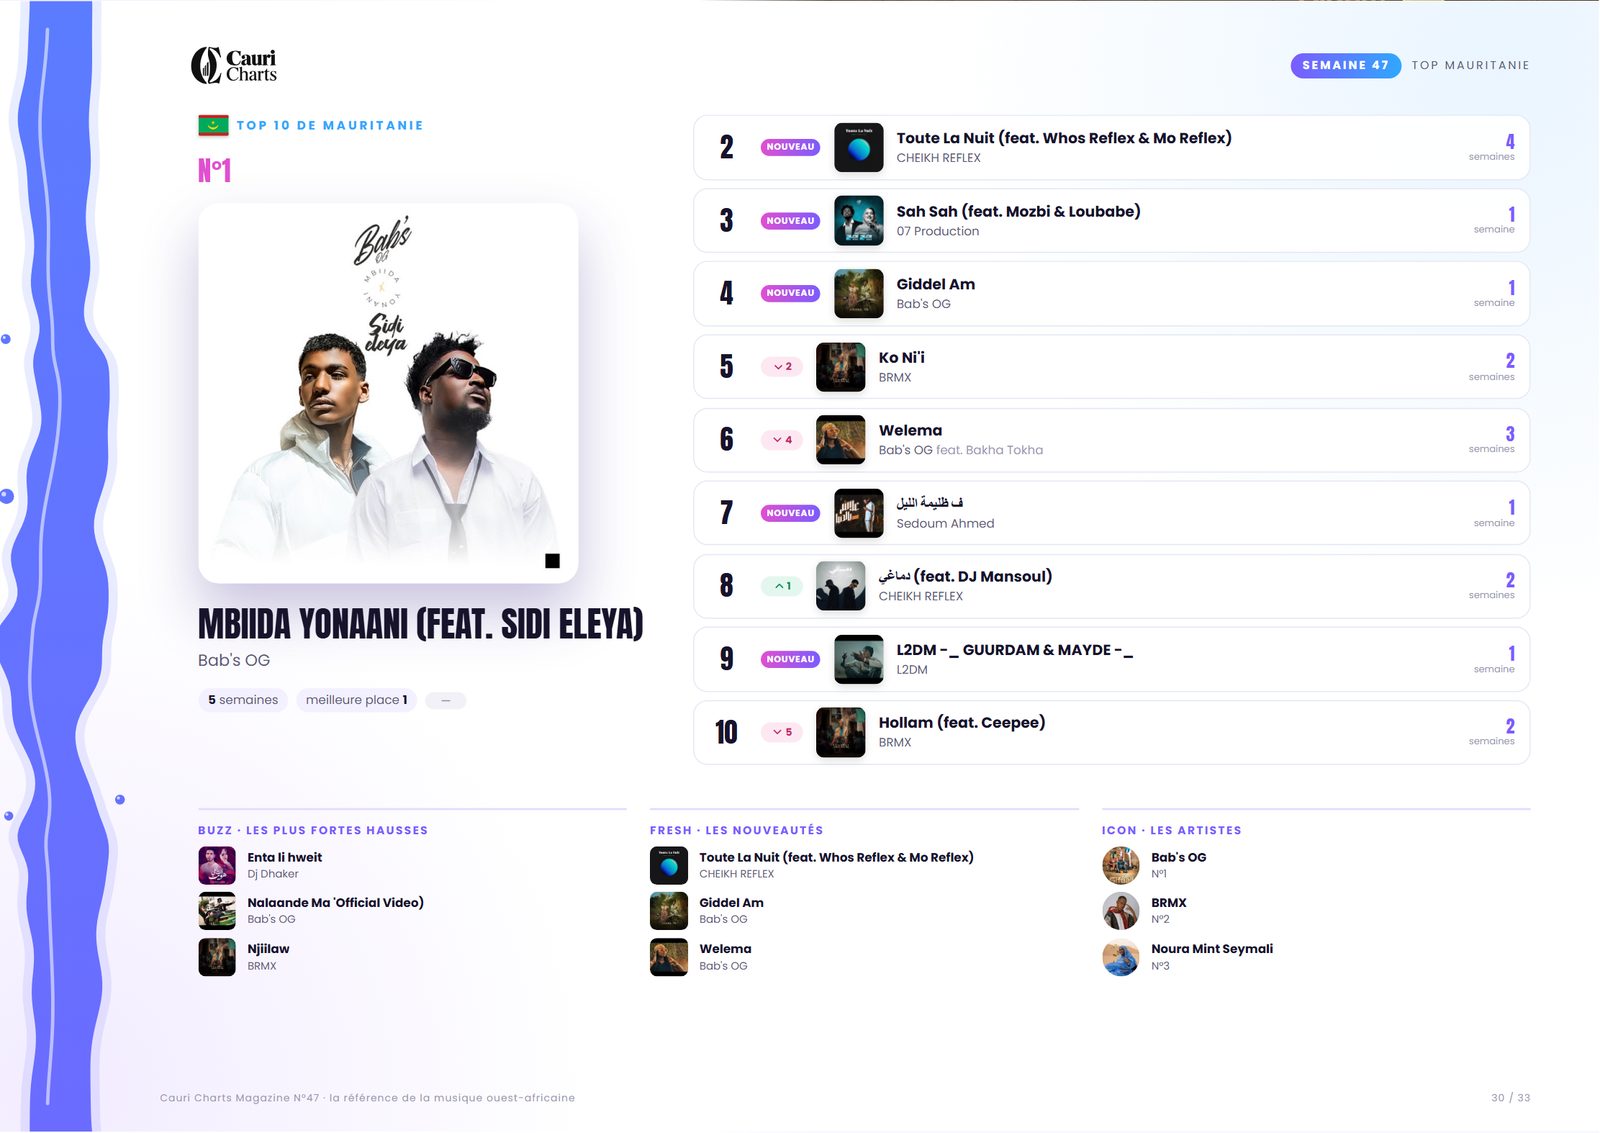 Cauri
Charts
SEMAINE 47
TOP MAURITANIE
TOP 10 DE MAURITANIE
N°1
Bab's
OG
MBIIDA
YONANI
Sidi
eleya
MBIIDA YONAANI (FEAT. SIDI ELEYA)
Bab's OG
5 semaines
meilleure place 1
—
2
NOUVEAU
Toute La Nuit (feat. Whos Reflex & Mo Reflex)
CHEIKH REFLEX
4
semaines
3
NOUVEAU
Sah Sah (feat. Mozbi & Loubabe)
07 Production
1
semaine
4
NOUVEAU
Giddel Am
Bab's OG
1
semaine
5
2
Ko Ni'i
BRMX
2
semaines
6
4
Welema
Bab's OG feat. Bakha Tokha
3
semaines
7
NOUVEAU
ف ظليمة الليل
Sedoum Ahmed
1
semaine
8
1
دماغي (feat. DJ Mansoul)
CHEIKH REFLEX
2
semaines
9
NOUVEAU
L2DM -_ GUURDAM & MAYDE -_
L2DM
1
semaine
10
5
Hollam (feat. Ceepee)
BRMX
2
semaines
BUZZ · LES PLUS FORTES HAUSSES
Enta li hweit
Dj Dhaker
Nalaande Ma 'Official Video)
Bab's OG
Njiilaw
BRMX
FRESH · LES NOUVEAUTÉS
Toute La Nuit (feat. Whos Reflex & Mo Reflex)
CHEIKH REFLEX
Giddel Am
Bab's OG
Welema
Bab's OG
ICON · LES ARTISTES
Bab's OG
N°1
BRMX
N°2
Noura Mint Seymali
N°3
Cauri Charts Magazine N°47 · la référence de la musique ouest-africaine
30 / 33